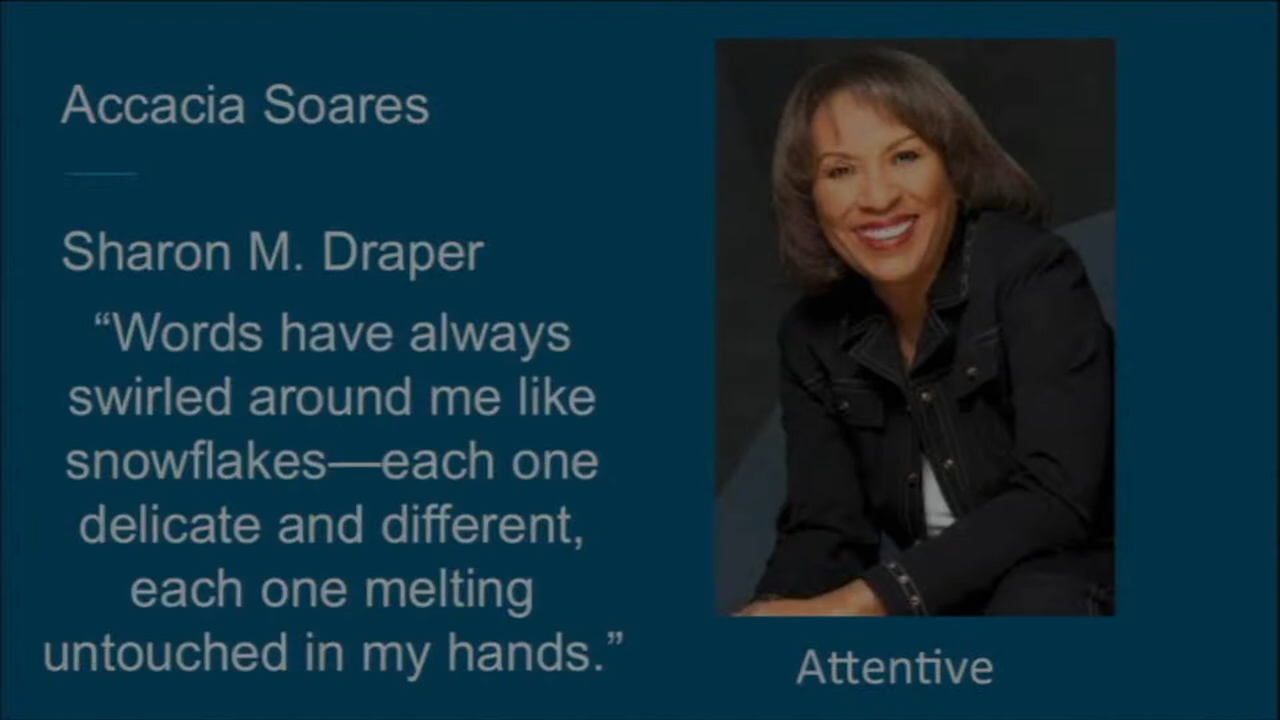 Accacia Soares
Sharon M. Draper
“Words have always
swirled around me like
snowflakes—each one
delicate and different,
each one melting
untouched in my hands.”
Attentive